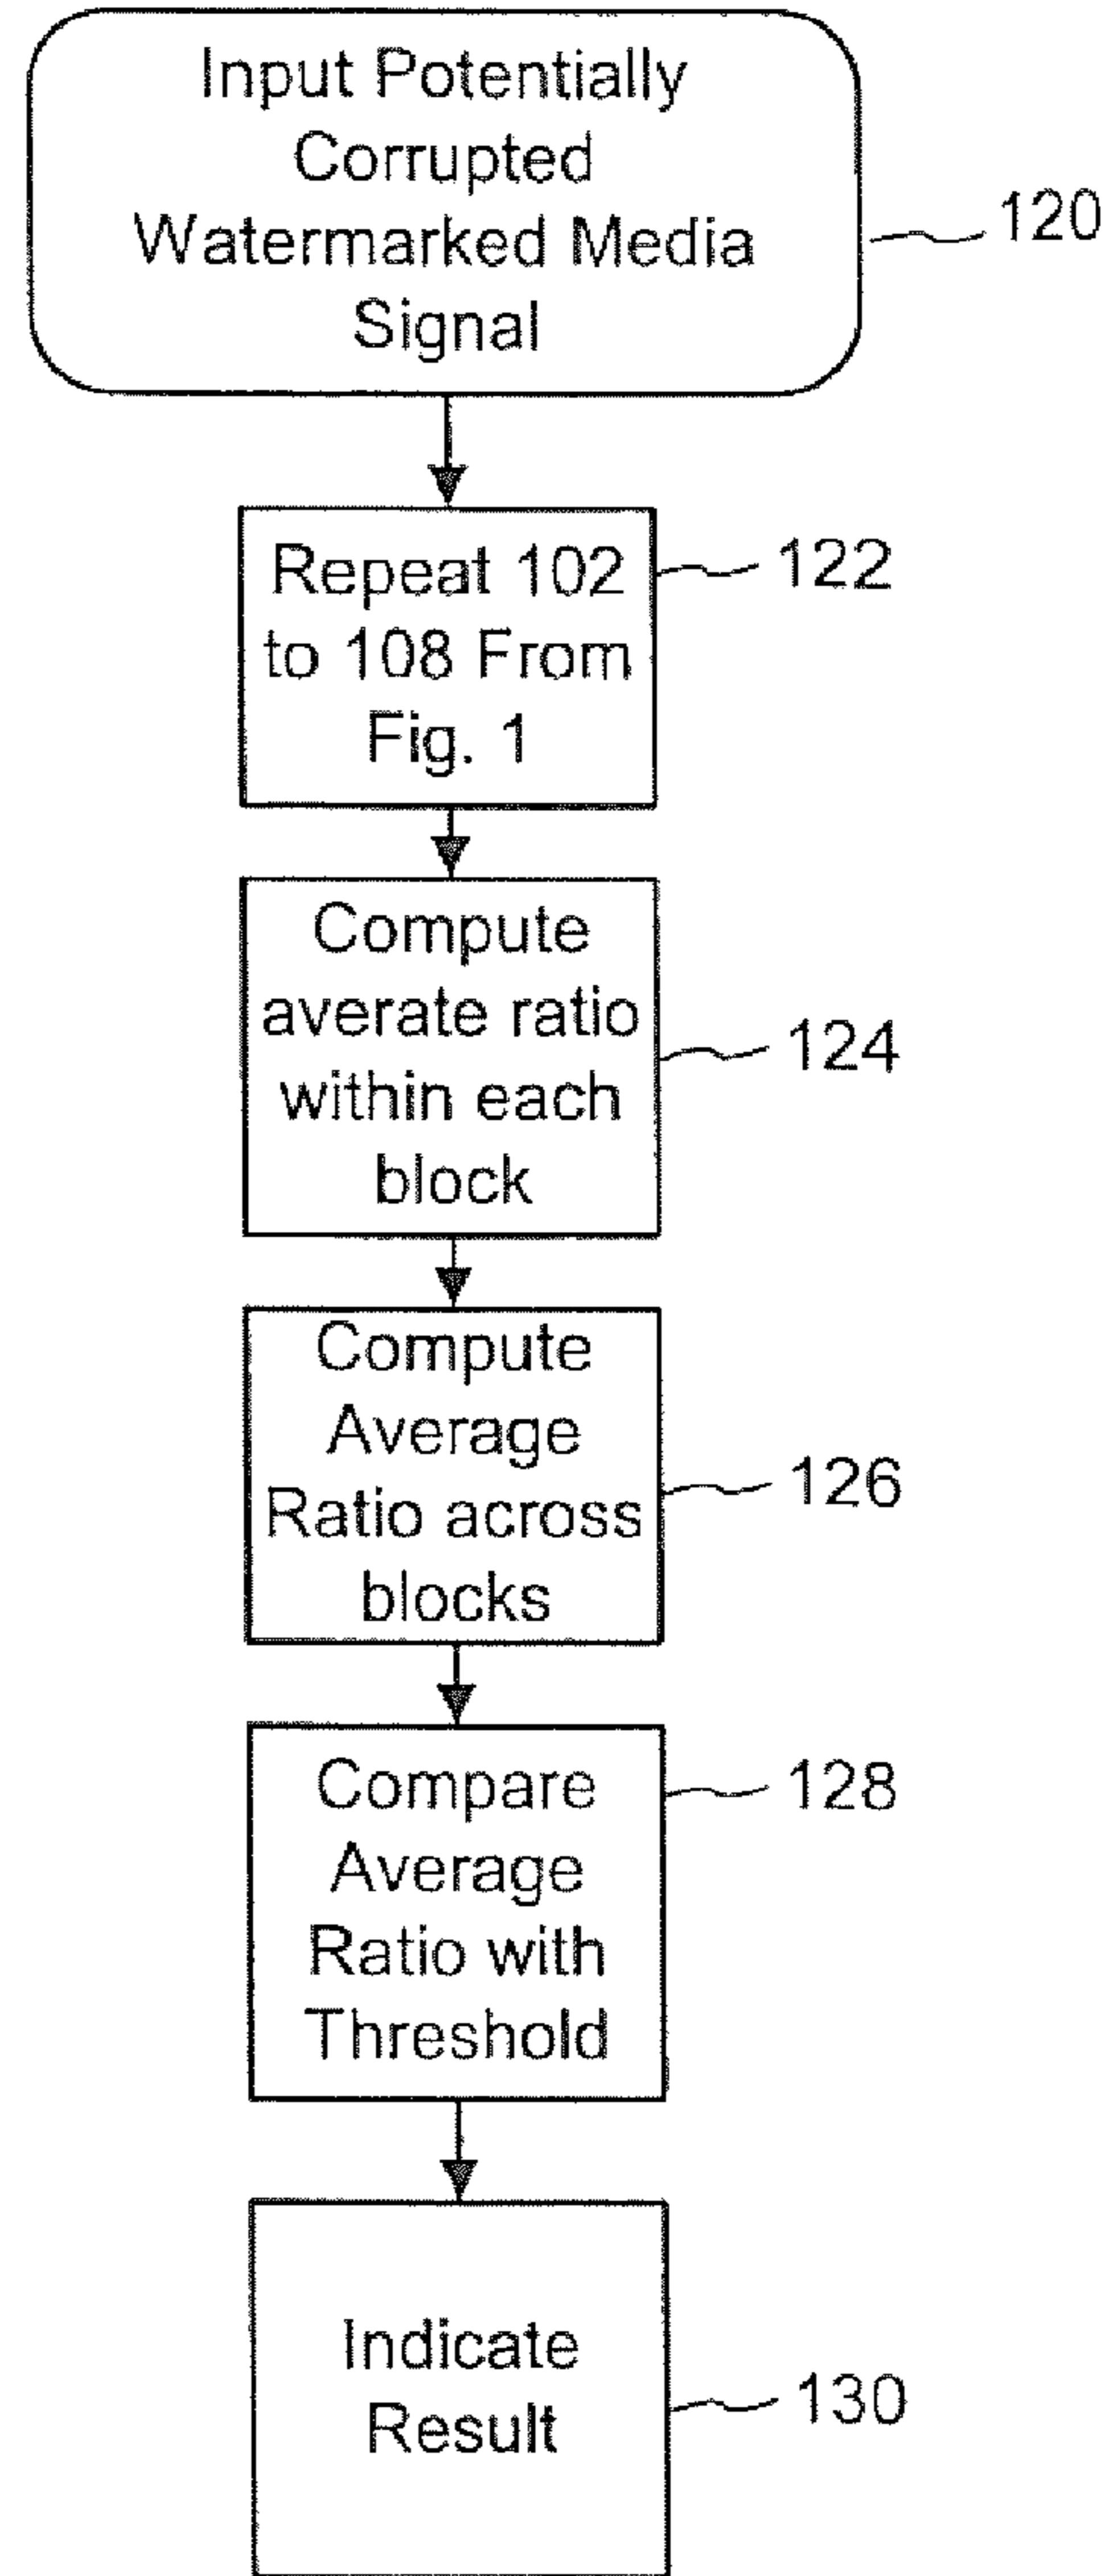 Input Potentially
Corrupted
Watermarked Media
Signal
120
Repeat 102
to 108 From
Fig. 1
122
Compute
averate ratio
within each
block
124
Compute
Average
Ratio across
blocks
126
Compare
Average
Ratio with
Threshold
128
Indicate
Result
130